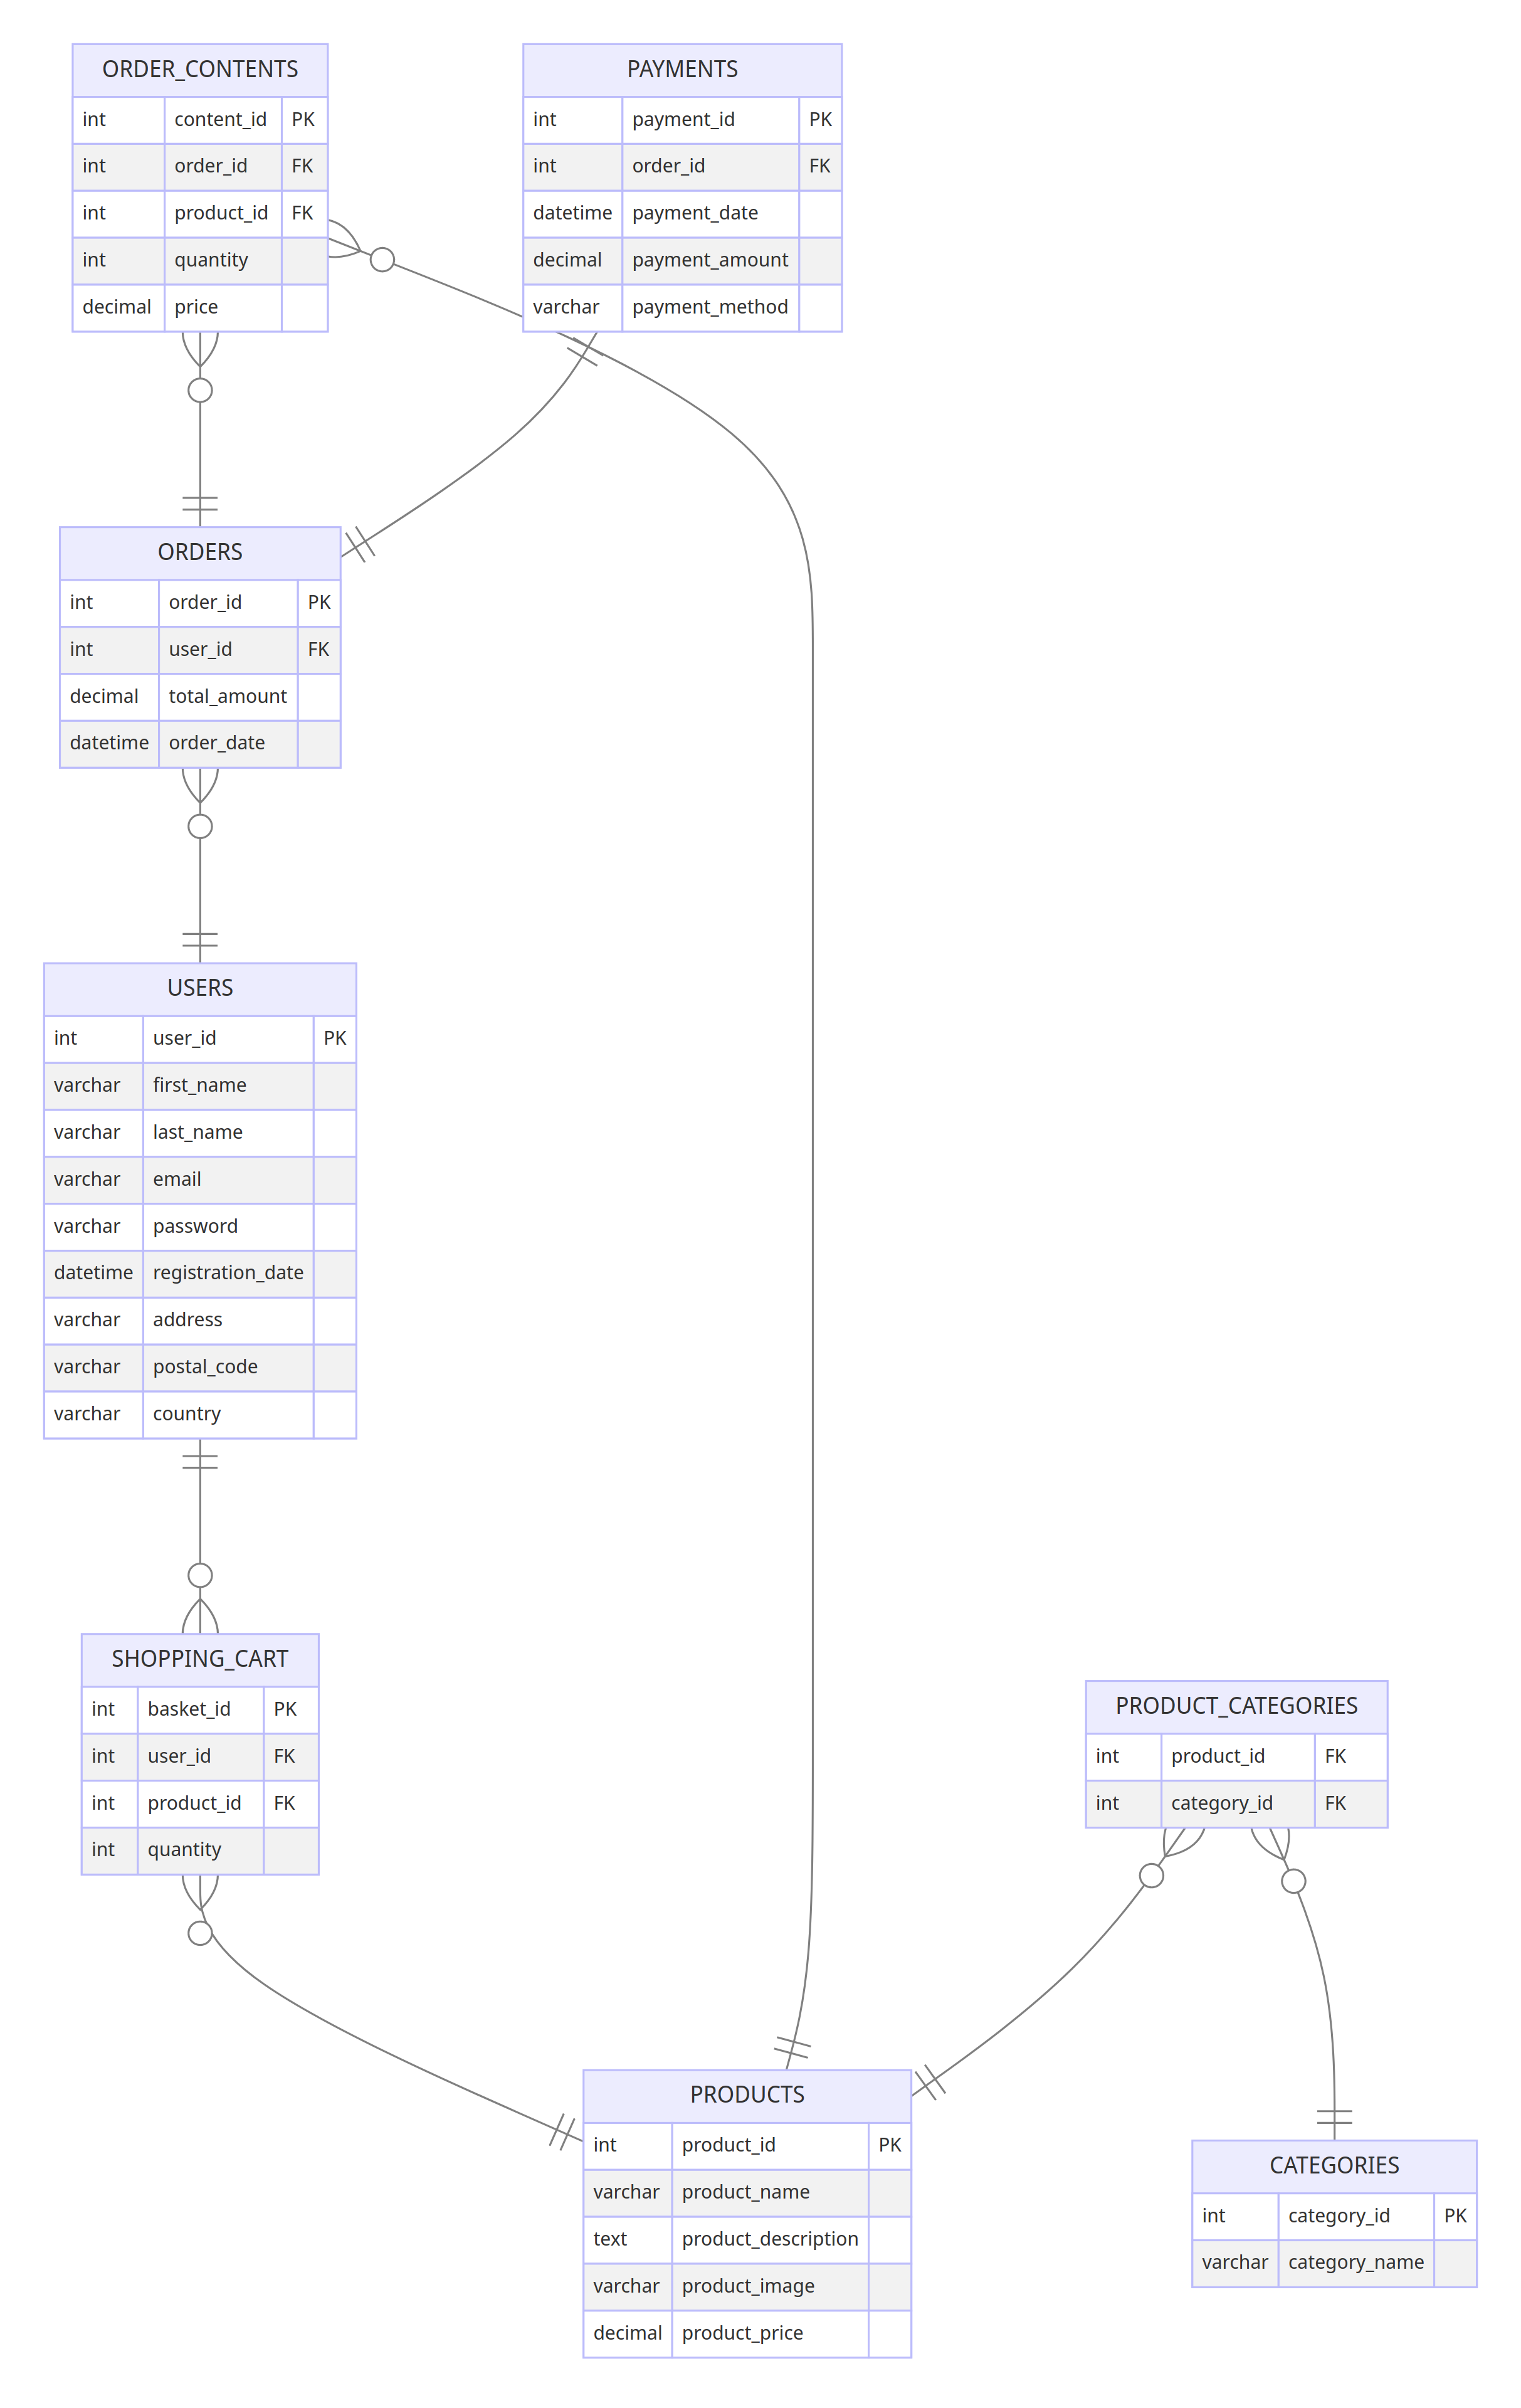 ORDER_CONTENTS
int content_id PK
int order_id FK
int product_id FK
int quantity
decimal price
PAYMENTS
int payment_id PK
int order_id FK
datetime payment_date
decimal payment_amount
varchar payment_method
ORDERS
int order_id PK
int user_id FK
decimal total_amount
datetime order_date
USERS
int user_id PK
varchar first_name
varchar last_name
varchar email
varchar password
datetime registration_date
varchar address
varchar postal_code
varchar country
SHOPPING_CART
int basket_id PK
int user_id FK
int product_id FK
int quantity
PRODUCT_CATEGORIES
int product_id FK
int category_id FK
PRODUCTS
int product_id PK
varchar product_name
text product_description
varchar product_image
decimal product_price
CATEGORIES
int category_id PK
varchar category_name